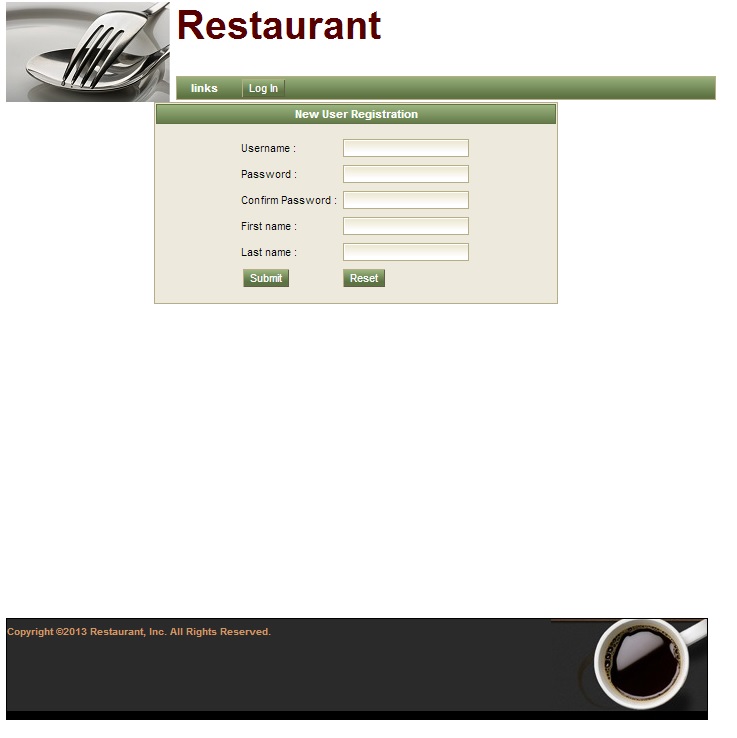 Restaurant
links Log In
New User Registration
Username :
Password :
Confirm Password :
First name :
Last name :
Submit Reset
Copyright ©2013 Restaurant, Inc. All Rights Reserved.